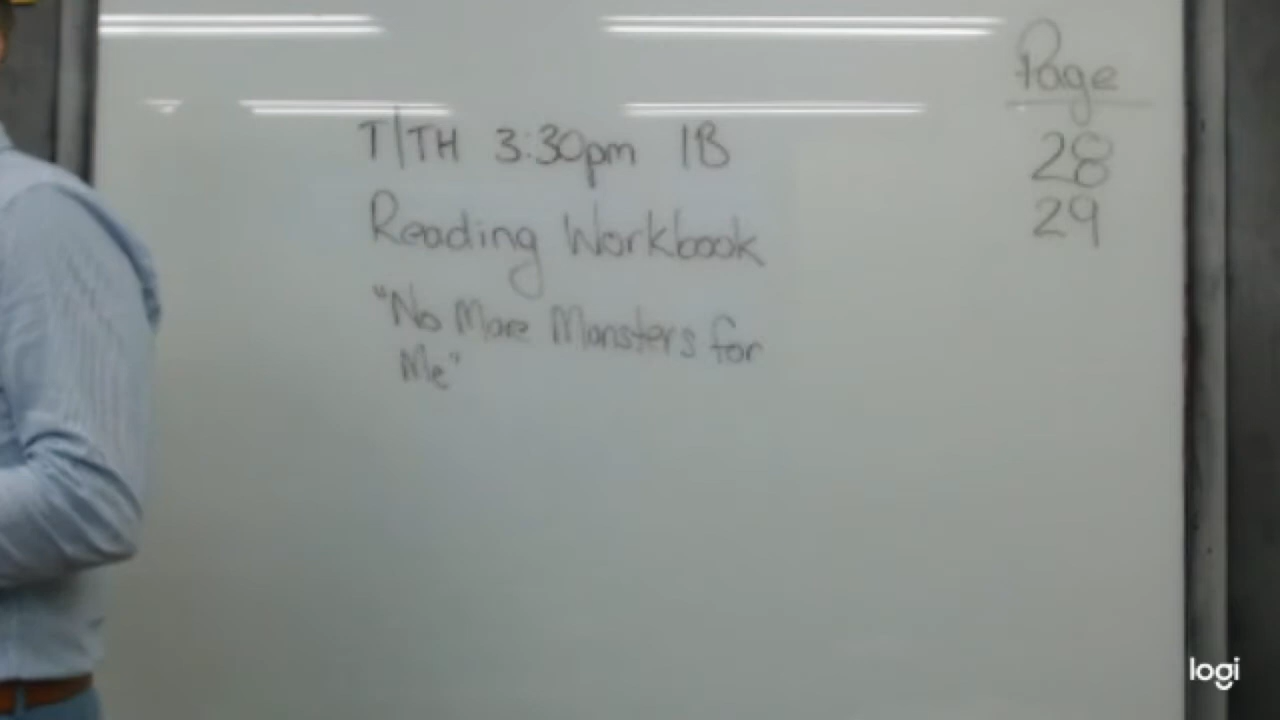 T/TH 3:30pm 1B
Reading Workbook
"No More Monsters for
Me"
Page
28
29
logi